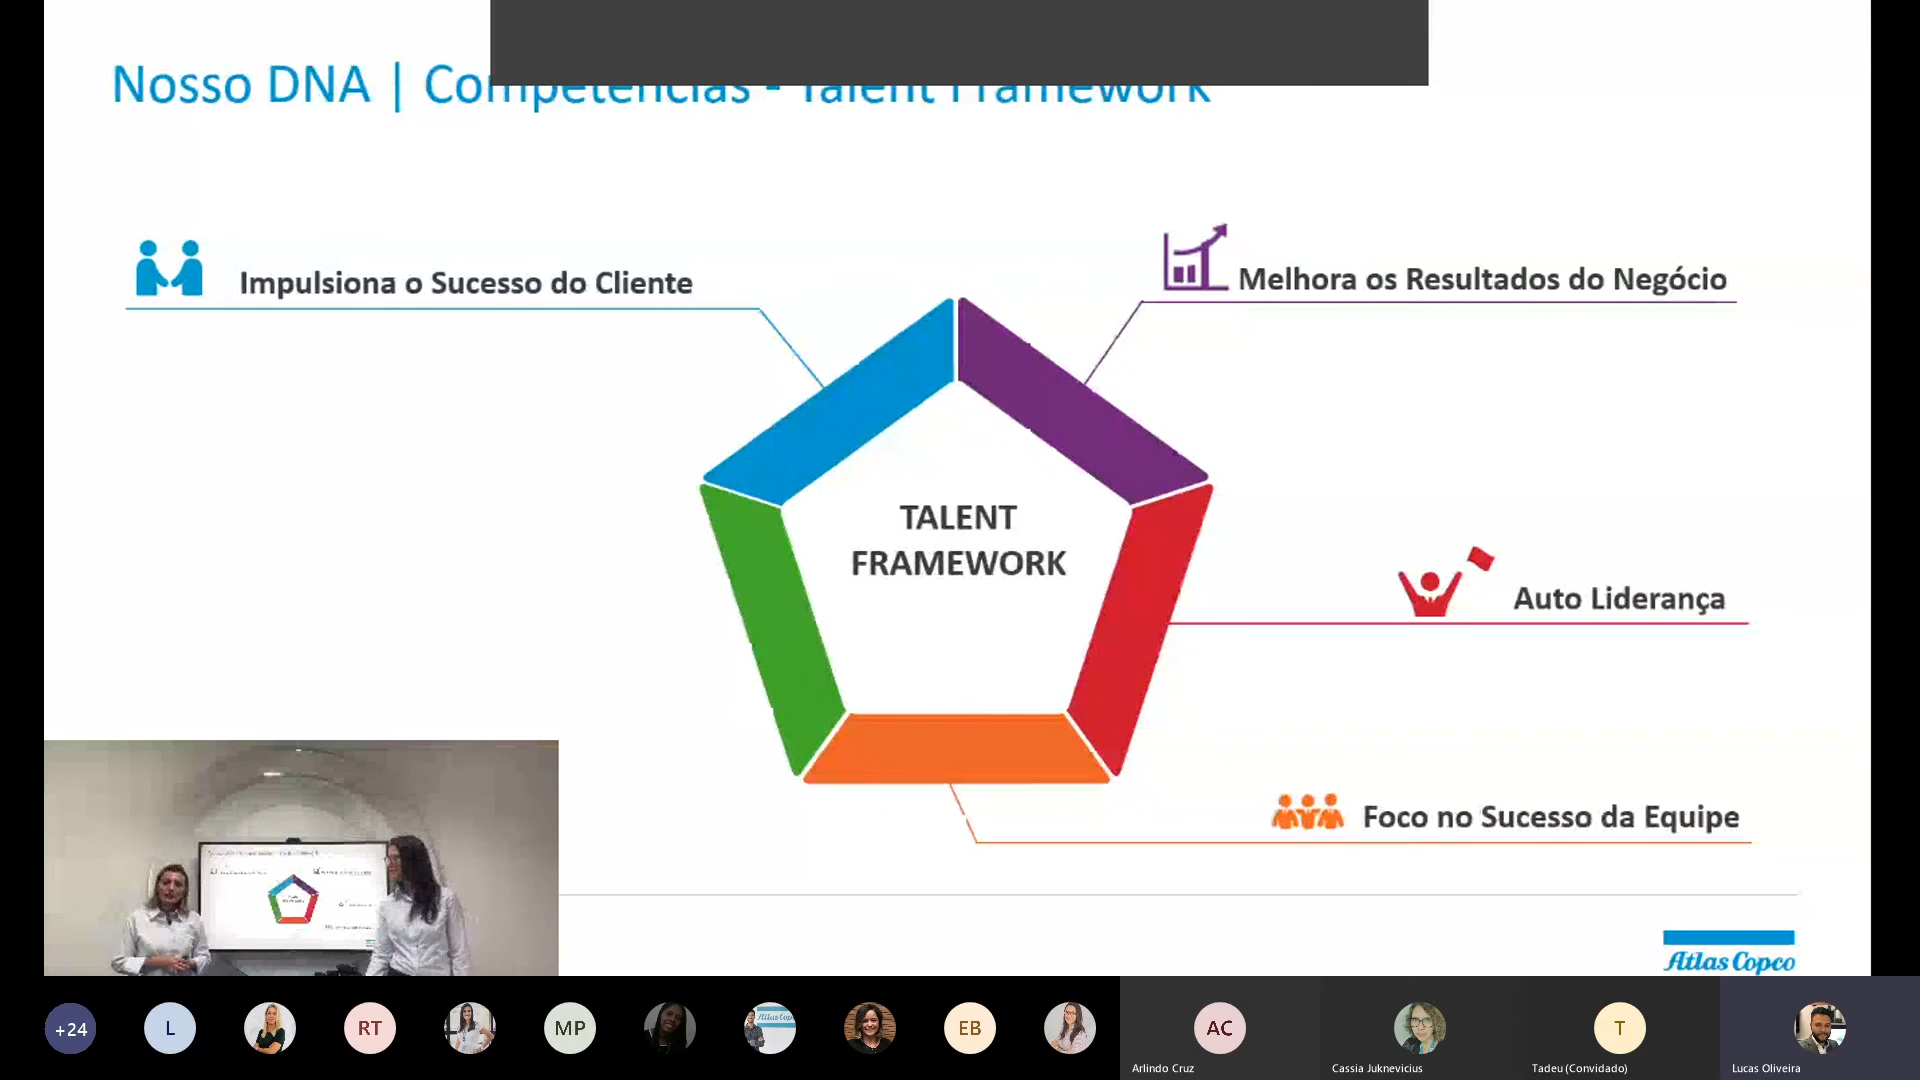 Nosso DNA | Competências - Talent Framework
Impulsiona o Sucesso do Cliente
Melhora os Resultados do Negócio
TALENT
FRAMEWORK
Auto Liderança
Foco no Sucesso da Equipe
Atlas Copco
+24
L
RT
MP
EB
AC
T
Arlindo Cruz
Cassia Juknevicius
Tadeu (Convidado)
Lucas Oliveira